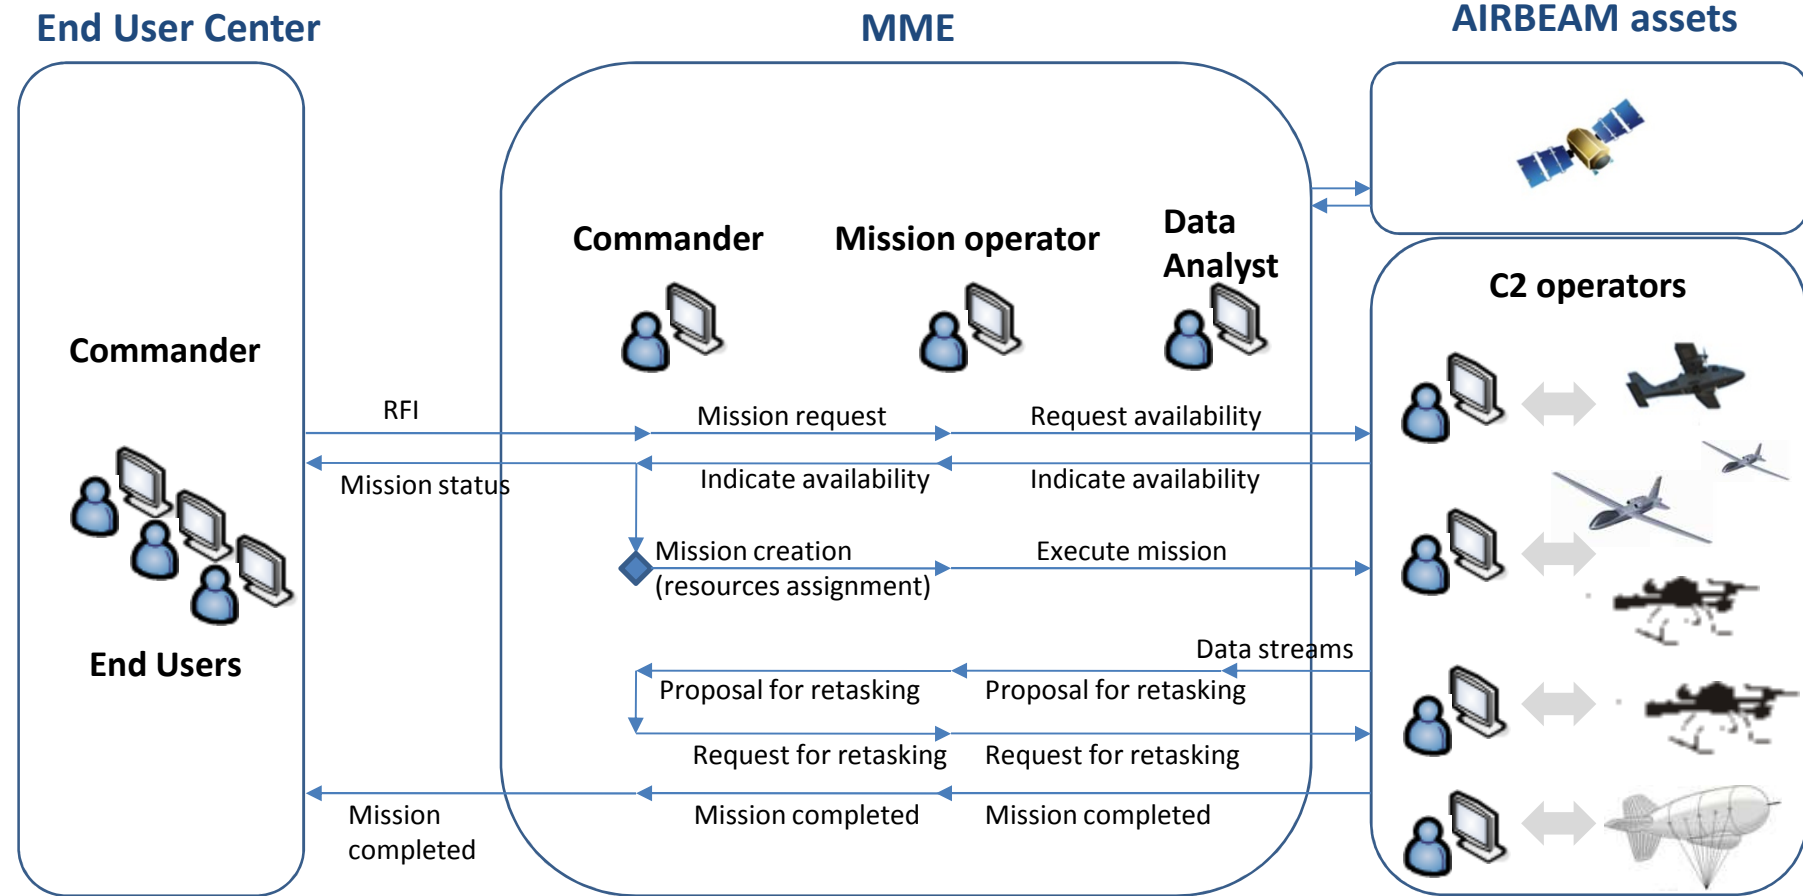 End User Center
MME
AIRBEAM assets
Commander
Mission operator
Data
Analyst
C2 operators
Commander
End Users
RFI
Mission request
Request availability
Mission status
Indicate availability
Indicate availability
Mission creation
(resources assignment)
Execute mission
Data streams
Proposal for retasking
Proposal for retasking
Request for retasking
Request for retasking
Mission
completed
Mission completed
Mission completed